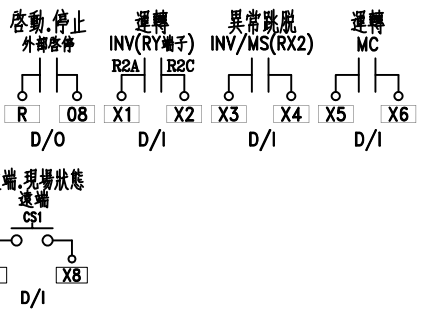 啓動.停止 運轉 異常跳脫 運轉
外部啓停 INV(RY端子) INV/MS(RX2) MC
R2A R2C
R 08 X1 X2 X3 X4 X5 X6
D/O D/I D/I D/I
端.現場狀態
遠端
CS1
X8
D/I